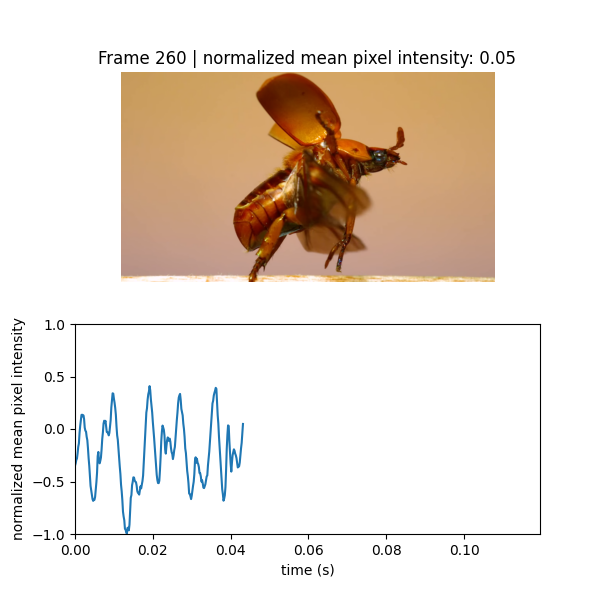 Frame 260 | normalized mean pixel intensity: 0.05
1.0
0.5
0.0
−0.5
−1.0
normalized mean pixel intensity
0.00 0.02 0.04 0.06 0.08 0.10
time (s)